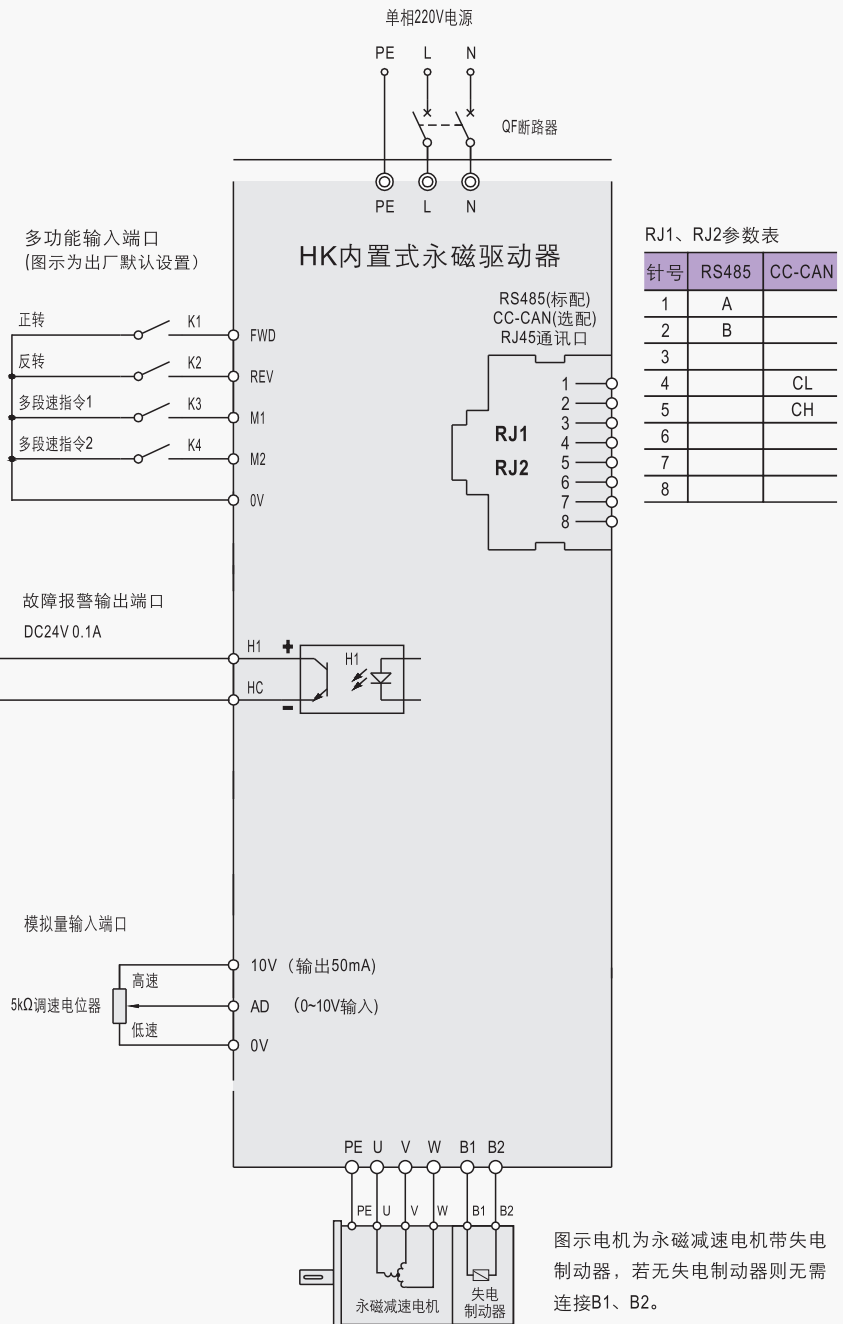 单相220V电源
PE L N
QF断路器
PE L N
HK内置式永磁驱动器
多功能输入端口
(图示为出厂默认设置)
正转 K1 FWD
反转 K2 REV
多段速指令1 K3 M1
多段速指令2 K4 M2
0V
RS485(标配)
CC-CAN(选配)
RJ45通讯口
RJ1
RJ2
1
2
3
4
5
6
7
8
RJ1、RJ2参数表
针号 RS485 CC-CAN
1 A
2 B
3
4 CL
5 CH
6
7
8
故障报警输出端口
DC24V 0.1A
H1 + H1
HC -
模拟量输入端口
10V (输出50mA)
高速
5kΩ调速电位器 AD (0~10V输入)
低速
0V
PE U V W B1 B2
PE U V W B1 B2
永磁减速电机
失电
制动器
图示电机为永磁减速电机带失电
制动器，若无失电制动器则无需
连接B1、B2。